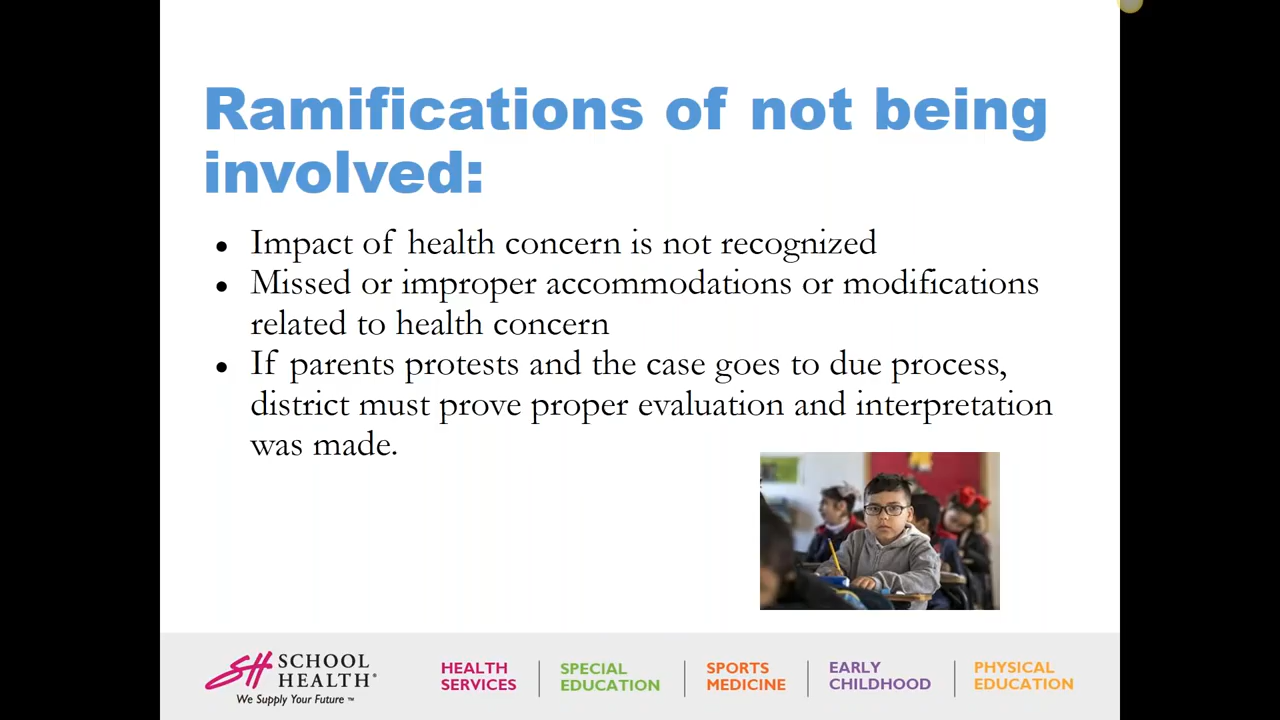 Ramifications of not being
involved:
• Impact of health concern is not recognized
• Missed or improper accommodations or modifications
related to health concern
• If parents protests and the case goes to due process,
district must prove proper evaluation and interpretation
was made.
SH SCHOOL
HEALTH®
We Supply Your Future ™
HEALTH
SERVICES
SPECIAL
EDUCATION
SPORTS
MEDICINE
EARLY
CHILDHOOD
PHYSICAL
EDUCATION